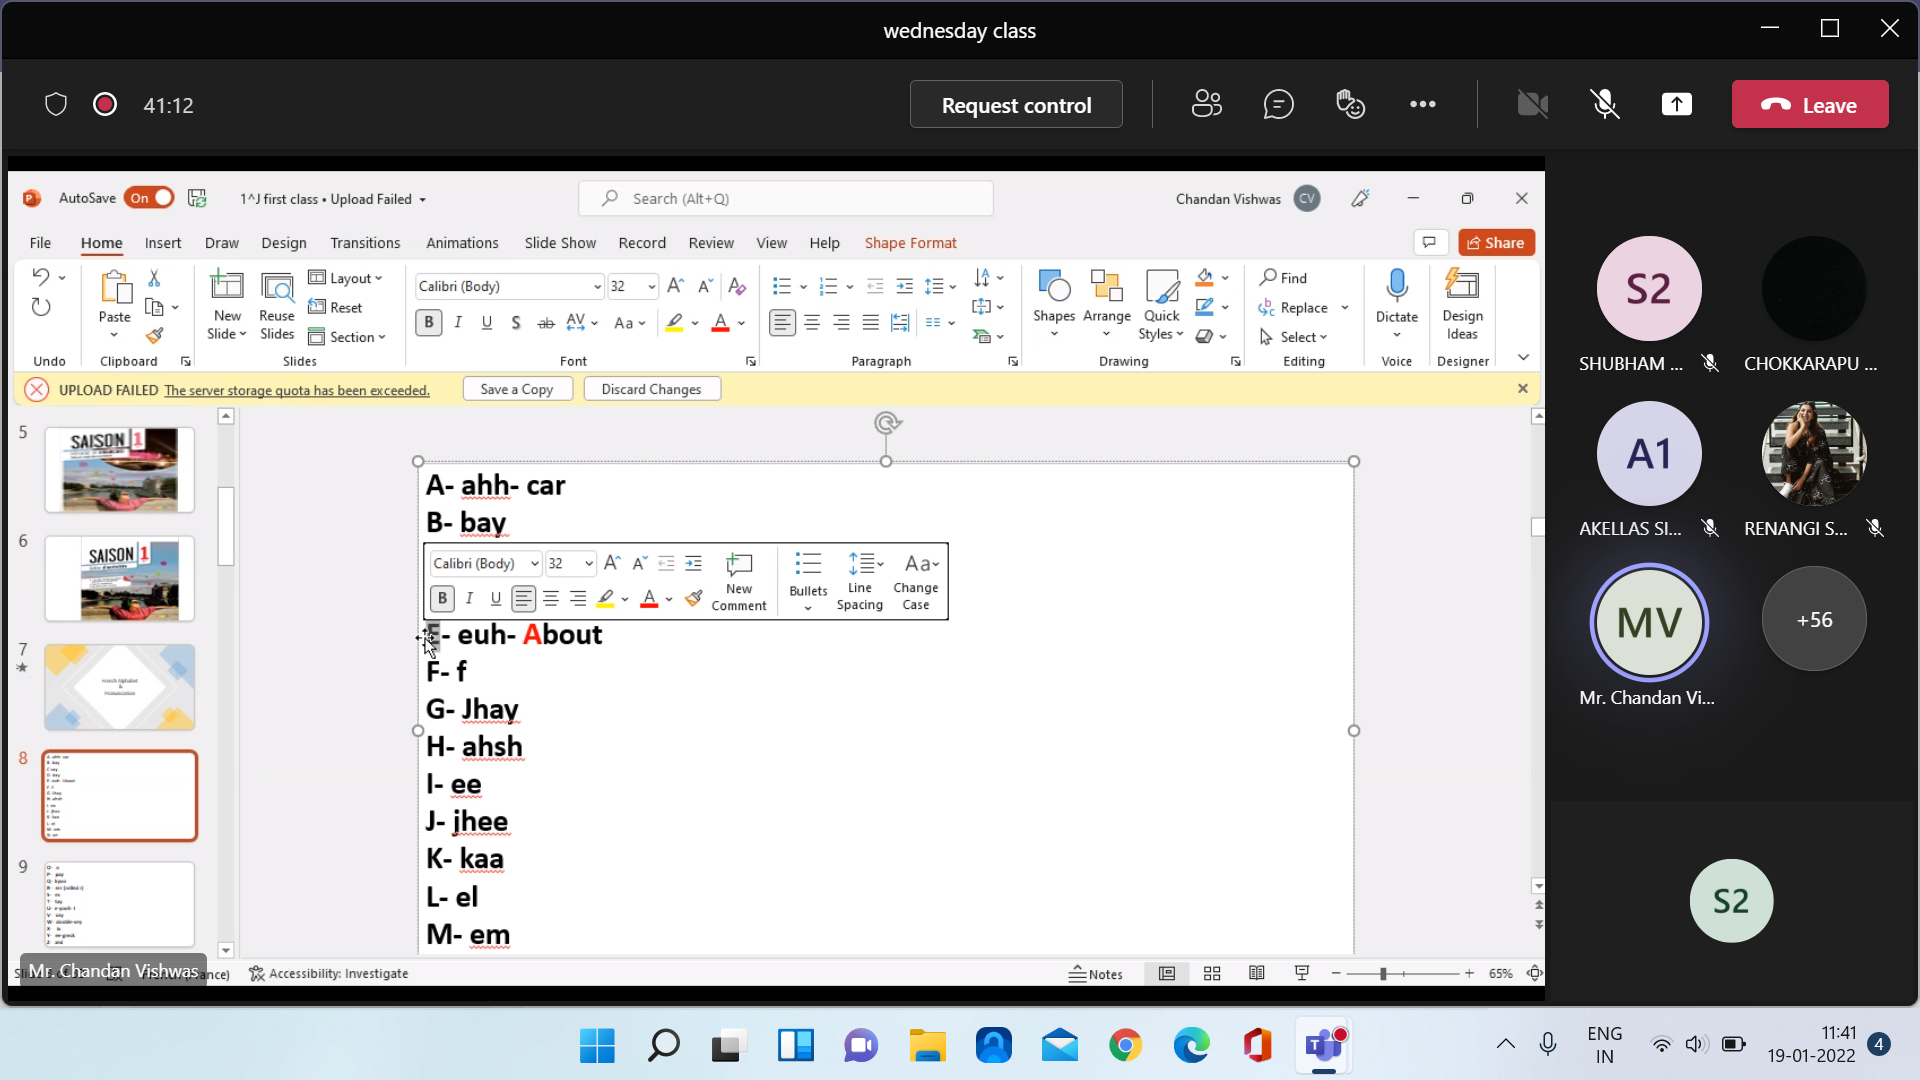 wednesday class
41:12
Request control
Leave
AutoSave On
1^J first class • Upload Failed
Search (Alt+Q)
Chandan Vishwas CV
File Home Insert Draw Design Transitions Animations Slide Show Record Review View Help Shape Format
Share
Paste
New Slide
Reuse Slides
Layout
Reset
Section
Calibri (Body) 32
Shapes
Arrange
Quick Styles
Find
Replace
Select
Dictate
Design Ideas
Undo Clipboard Slides Font Paragraph Drawing Editing Voice Designer
UPLOAD FAILED The server storage quota has been exceeded. Save a Copy Discard Changes
5
SAISON 1
6
SAISON 1
7
French Alphabet
&
Pronunciation
8
9
A- ahh- car
B- bay
Calibri (Body) 32
New Comment
Bullets
Line Spacing
Change Case
E- euh- About
F- f
G- Jhay
H- ahsh
I- ee
J- jhee
K- kaa
L- el
M- em
Mr. Chandan Vishwas
Accessibility: Investigate
Notes
65%
S2
SHUBHAM ...
CHOKKARAPU ...
A1
AKELLAS SI...
RENANGI S...
MV
Mr. Chandan Vi...
+56
S2
ENG
IN
11:41
19-01-2022
4